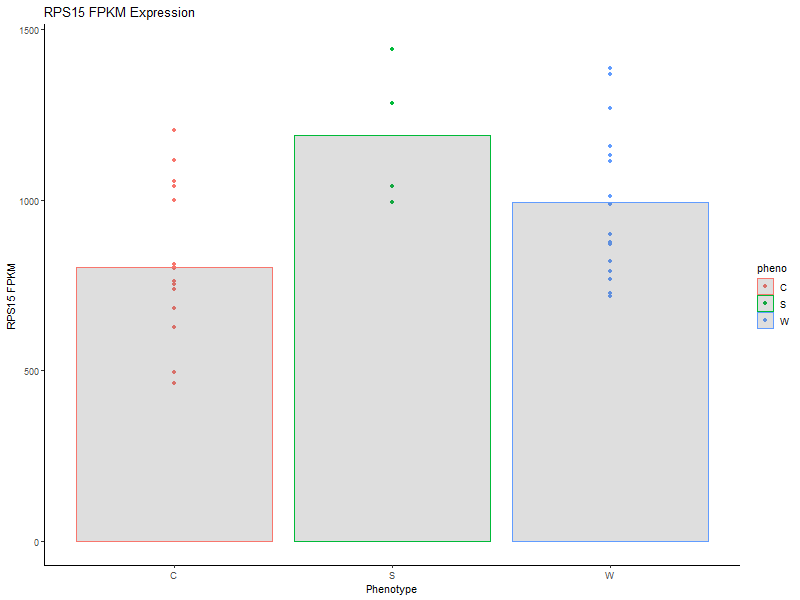 RPS15 FPKM Expression
1500
1000
500
0
RPS15 FPKM
C
S
W
Phenotype
pheno
C
S
W